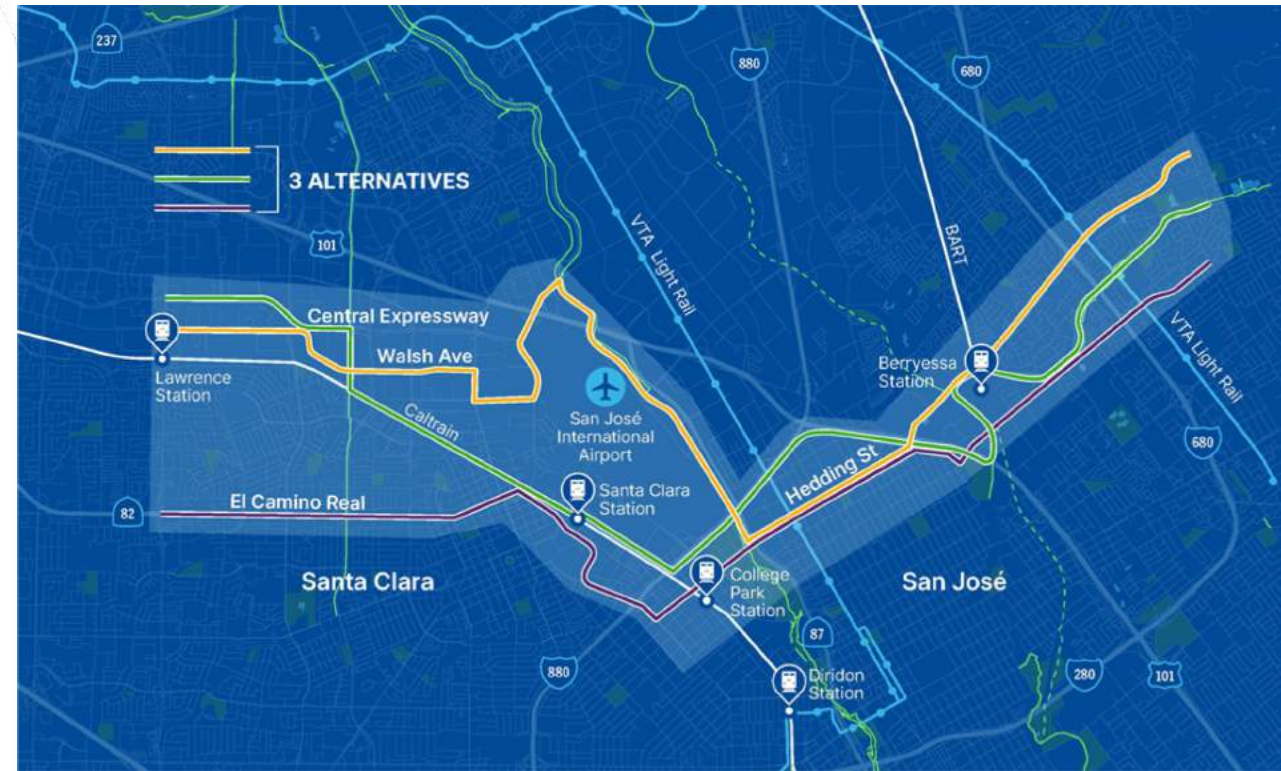 237
880
680
3 ALTERNATIVES
101
VTA Light Rail
BART
Central Expressway
Walsh Ave
Lawrence
Station
Caltrain
San José
International
Airport
Berryessa
Station
VTA Light Rail
680
Hedding St
El Camino Real
82
Santa Clara
Station
Santa Clara
College
Park
Station
San José
87
880
Diridon
Station
280
101